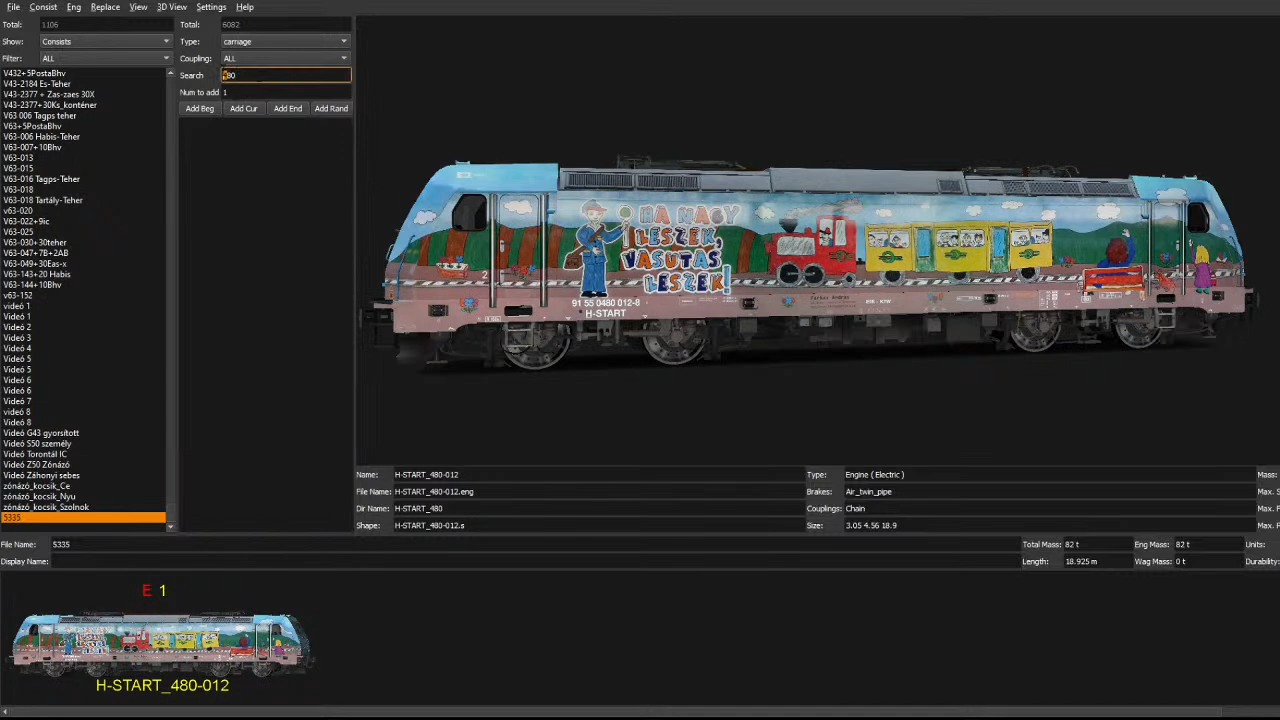 File Consist Eng Replace View 3D View Settings Help
Total: 1106 Total: 6082
Show: Consists Type: carriage
Filter: ALL Coupling: ALL
Search 480
Num to add 1
Add Beg Add Cur Add End Add Rand
V432+5PostaBhv
V43-2184 Es-Teher
V43-2377 + Zas-zaes 30X
V43-2377+30Ks_konténer
V63 006 Tagps teher
V63+5PostaBhv
V63-006 Habis-Teher
V63-007+10Bhv
V63-013
V63-015
V63-016 Tagps-Teher
V63-018
V63-018 Tartály-Teher
v63-020
V63-022+9ic
V63-025
V63-030+30teher
V63-047+7B+2AB
V63-049+30Eas-x
V63-143+20 Habis
V63-144+10Bhv
v63-152
videó 1
Videó 1
Videó 2
Videó 3
Videó 4
Videó 5
Videó 5
Videó 6
Videó 6
Videó 7
videó 8
Videó 8
Videó G43 gyorsított
Videó S50 személy
Videó Torontál IC
Videó Z50 Zónázó
Videó Záhonyi sebes
zónázó_kocsik_Ce
zónázó_kocsik_Nyu
zónázó_kocsik_Szolnok
5335
HA NAGY
LESZEK,
VASUTAS
LESZEK!
2
91 55 0480 012-8
H-START
Name: H-START_480-012 Type: Engine ( Electric ) Mass:
File Name: H-START_480-012.eng Brakes: Air_twin_pipe Max. S
Dir Name: H-START_480 Couplings: Chain Max. F
Shape: H-START_480-012.s Size: 3.05 4.56 18.9 Max. F
File Name: 5335 Total Mass: 82 t Eng Mass: 82 t Units:
Display Name: Length: 18.925 m Wag Mass: 0 t Durability:
E 1
H-START_480-012